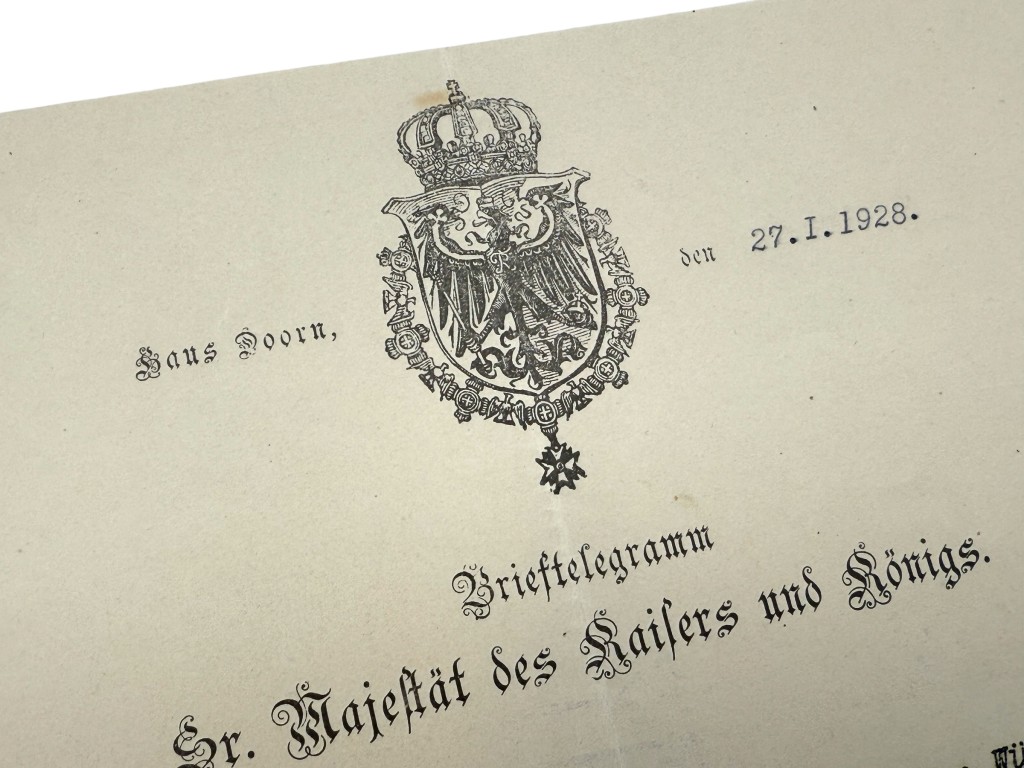 Haus Doorn, den 27.I.1928.
Brieftelegramm
Sr. Majestät des Kaisers und Königs.